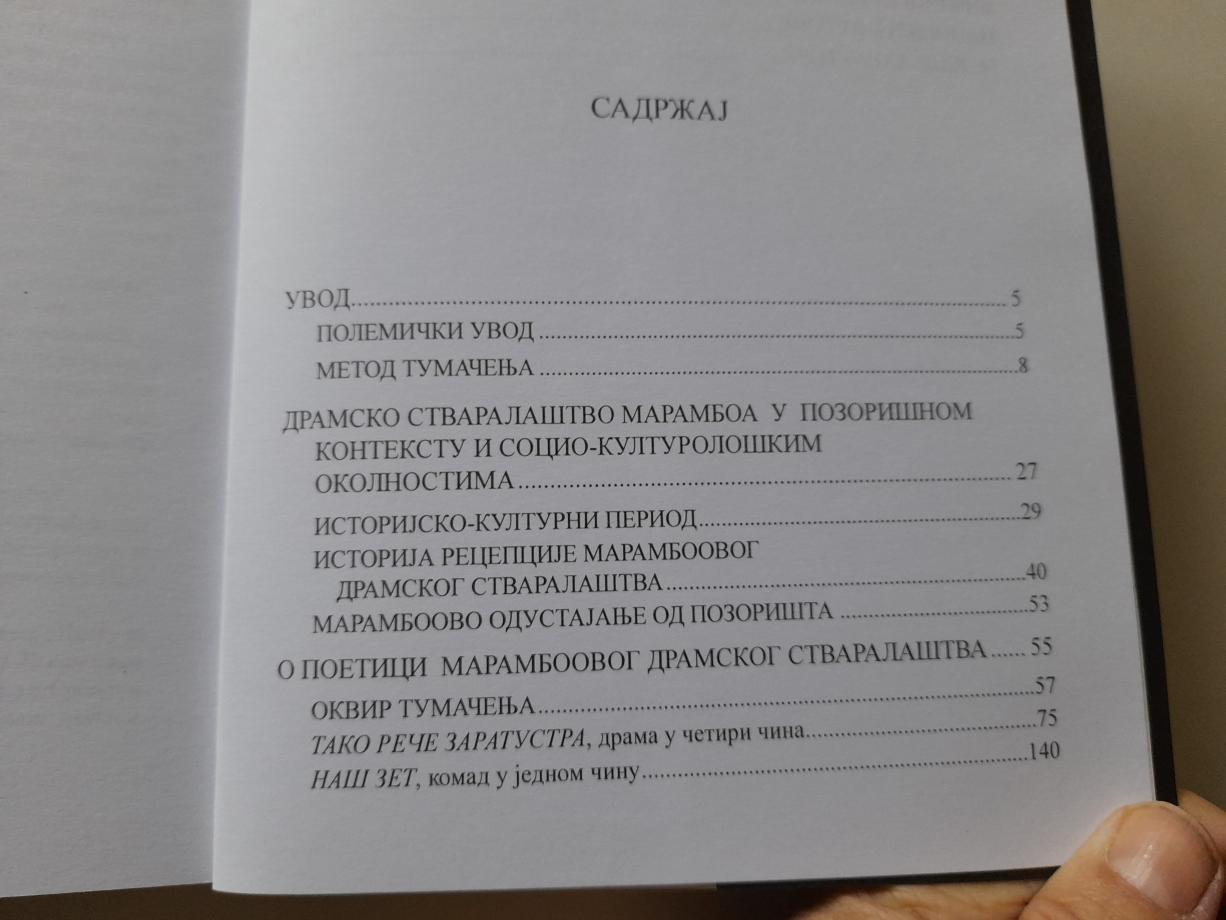 САДРЖАЈ
УВОД.......... 5
ПОЛЕМИЧКИ УВОД ..........5
МЕТОД ТУМАЧЕЊА ..........8
ДРАМСКО СТВАРАЛАШТВО МАРАМБОА У ПОЗОРИШНОМ
КОНТЕКСТУ И СОЦИО-КУЛТУРОЛОШКИМ
ОКОЛНОСТИМА.......... 27
ИСТОРИЈСКО-КУЛТУРНИ ПЕРИОД..........29
ИСТОРИЈА РЕЦЕПЦИЈЕ МАРАМБООВОГ
ДРАМСКОГ СТВАРАЛАШТВА..........40
МАРАМБООВО ОДУСТАЈАЊЕ ОД ПОЗОРИШТА ..........53
О ПОЕТИЦИ МАРАМБООВОГ ДРАМСКОГ СТВАРАЛАШТВА...... 55
ОКВИР ТУМАЧЕЊА..........57
ТАКО РЕЧЕ ЗАРАТУСТРА, драма у четири чина..........75
НАШ ЗЕТ, комад у једном чину..........140